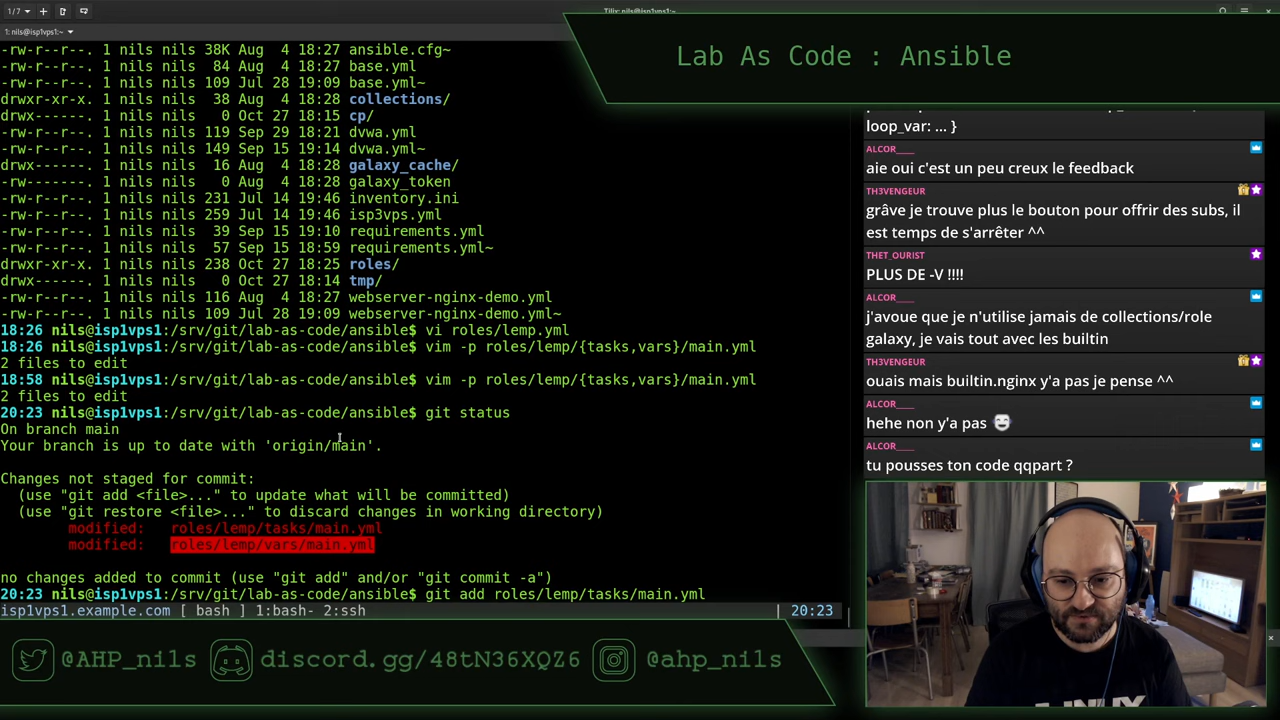 1/7
Tilix: nils@isp1vps1:~
1: nils@isp1vps1:~
Lab As Code : Ansible
-rw-r--r--. 1 nils nils 38K Aug  4 18:27 ansible.cfg~
-rw-r--r--. 1 nils nils  84 Aug  4 18:27 base.yml
-rw-r--r--. 1 nils nils 109 Jul 28 19:09 base.yml~
drwxr-xr-x. 1 nils nils  38 Aug  4 18:28 collections/
drwx------. 1 nils nils   0 Oct 27 18:15 cp/
-rw-r--r--. 1 nils nils 119 Sep 29 18:21 dvwa.yml
-rw-r--r--. 1 nils nils 149 Sep 15 19:14 dvwa.yml~
drwx------. 1 nils nils  16 Aug  4 18:28 galaxy_cache/
-rw-------. 1 nils nils   0 Aug  4 18:28 galaxy_token
-rw-r--r--. 1 nils nils 231 Jul 14 19:46 inventory.ini
-rw-r--r--. 1 nils nils 259 Jul 14 19:46 isp3vps.yml
-rw-r--r--. 1 nils nils  39 Sep 15 19:10 requirements.yml
-rw-r--r--. 1 nils nils  57 Sep 15 18:59 requirements.yml~
drwxr-xr-x. 1 nils nils 238 Oct 27 18:25 roles/
drwx------. 1 nils nils   0 Oct 27 18:14 tmp/
-rw-r--r--. 1 nils nils 116 Aug  4 18:27 webserver-nginx-demo.yml
-rw-r--r--. 1 nils nils 109 Jul 28 19:09 webserver-nginx-demo.yml~
18:26 nils@isp1vps1:/srv/git/lab-as-code/ansible$ vi roles/lemp.yml
18:26 nils@isp1vps1:/srv/git/lab-as-code/ansible$ vim -p roles/lemp/{tasks,vars}/main.yml
2 files to edit
18:58 nils@isp1vps1:/srv/git/lab-as-code/ansible$ vim -p roles/lemp/{tasks,vars}/main.yml
2 files to edit
20:23 nils@isp1vps1:/srv/git/lab-as-code/ansible$ git status
On branch main
Your branch is up to date with 'origin/main'.
Changes not staged for commit:
(use "git add <file>..." to update what will be committed)
(use "git restore <file>..." to discard changes in working directory)
modified:   roles/lemp/tasks/main.yml
modified:   roles/lemp/vars/main.yml
no changes added to commit (use "git add" and/or "git commit -a")
20:23 nils@isp1vps1:/srv/git/lab-as-code/ansible$ git add roles/lemp/tasks/main.yml
isp1vps1.example.com [ bash ] 1:bash- 2:ssh | 20:23
loop_var: ... }
ALCOR____
aie oui c'est un peu creux le feedback
TH3VENGEUR
grâve je trouve plus le bouton pour offrir des subs, il
est temps de s'arrêter ^^
THET_OURIST
PLUS DE -V !!!!
ALCOR____
j'avoue que je n'utilise jamais de collections/role
galaxy, je vais tout avec les builtin
TH3VENGEUR
ouais mais builtin.nginx y'a pas je pense ^^
ALCOR____
hehe non y'a pas
ALCOR____
tu pousses ton code qqpart ?
@AHP_nils
discord.gg/48tN36XQZ6
@ahp_nils